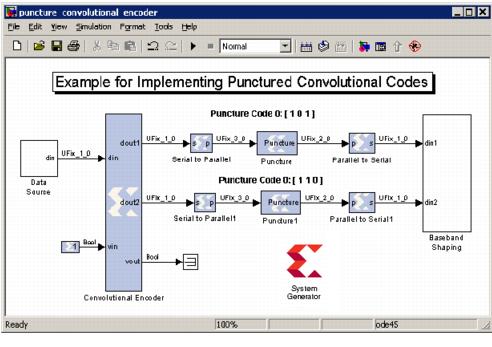 puncture convolutional encoder
File Edit View Simulation Format Tools Help
Normal
Example for Implementing Punctured Convolutional Codes
Puncture Code 0: [ 1 0 1 ]
din
Data
Source
UFix_1_0
din
dout1
UFix_1_0
s p
Serial to Parallel
UFix_3_0
Puncture
Puncture
UFix_2_0
p s
Parallel to Serial
UFix_1_0
din1
Puncture Code 0: [ 1 1 0 ]
dout2
UFix_1_0
s p
Serial to Parallel1
UFix_3_0
Puncture
Puncture1
UFix_2_0
p s
Parallel to Serial1
UFix_1_0
din2
Baseband
Shaping
1
Bool
vin
vout
Bool
Convolutional Encoder
System
Generator
Ready
100%
ode45